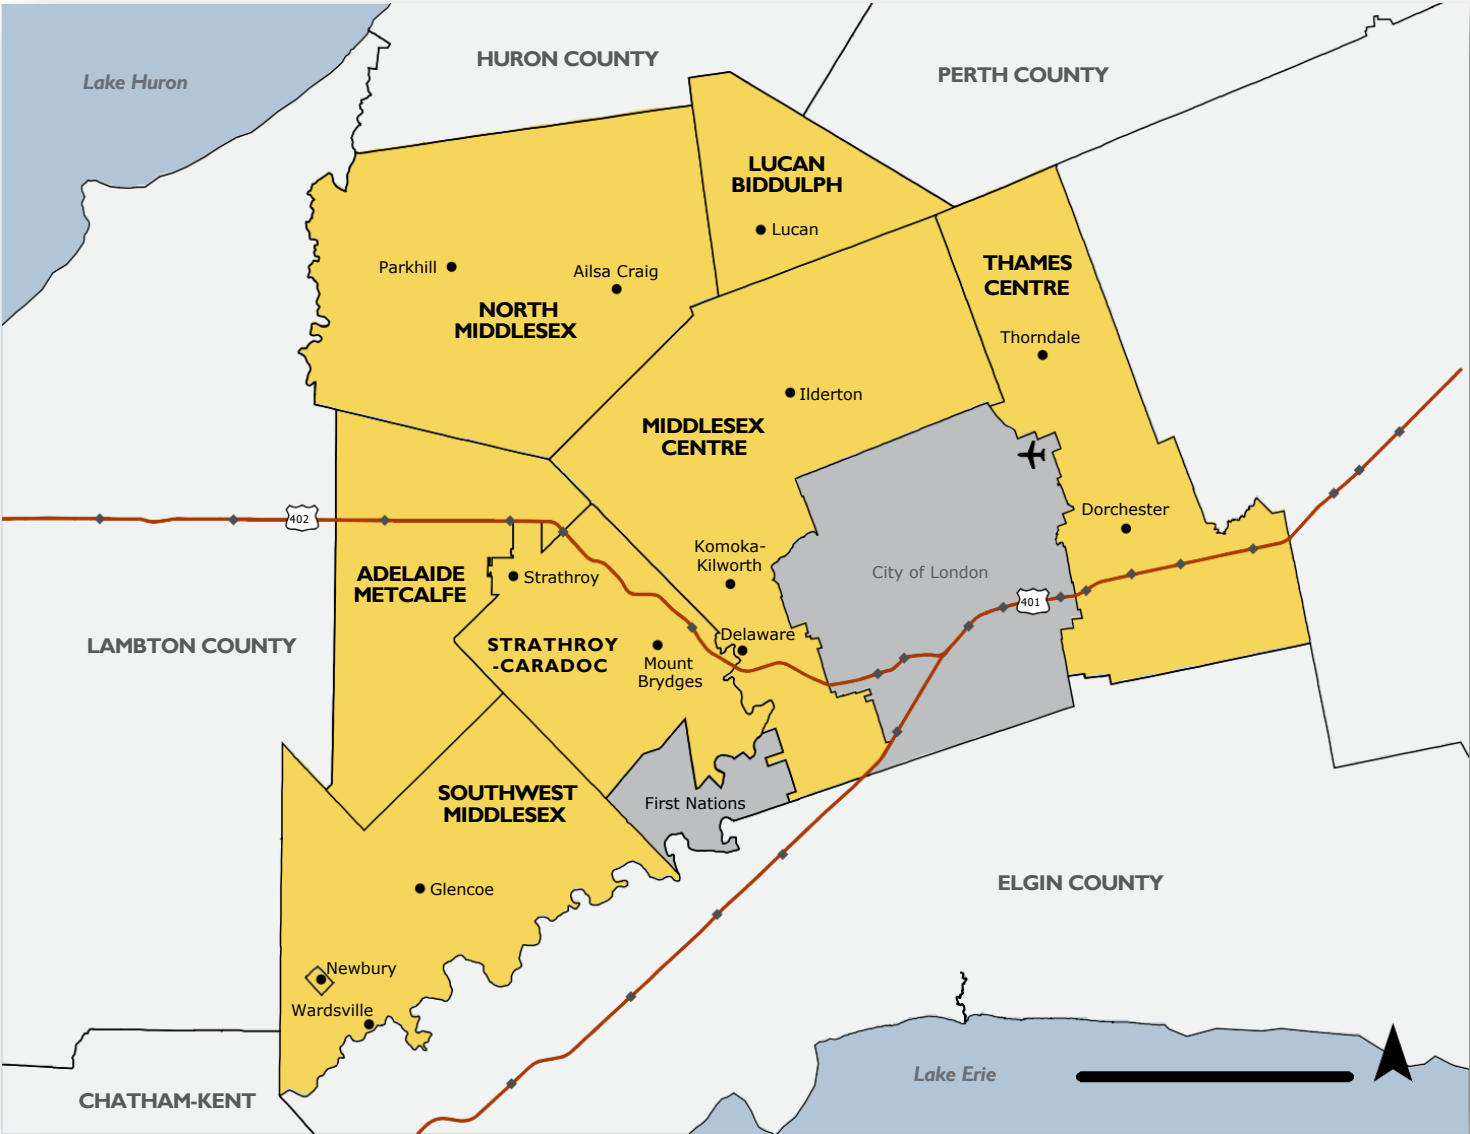 HURON COUNTY
PERTH COUNTY
Lake Huron
LUCAN
BIDDULPH
Lucan
THAMES
CENTRE
Parkhill
Ailsa Craig
NORTH
MIDDLESEX
Thorndale
Ilderton
MIDDLESEX
CENTRE
402
Dorchester
Komoka-
Kilworth
City of London
ADELAIDE
METCALFE
Strathroy
401
LAMBTON COUNTY
STRATHROY
-CARADOC
Delaware
Mount
Brydges
SOUTHWEST
MIDDLESEX
First Nations
Glencoe
ELGIN COUNTY
Newbury
Wardsville
Lake Erie
CHATHAM-KENT